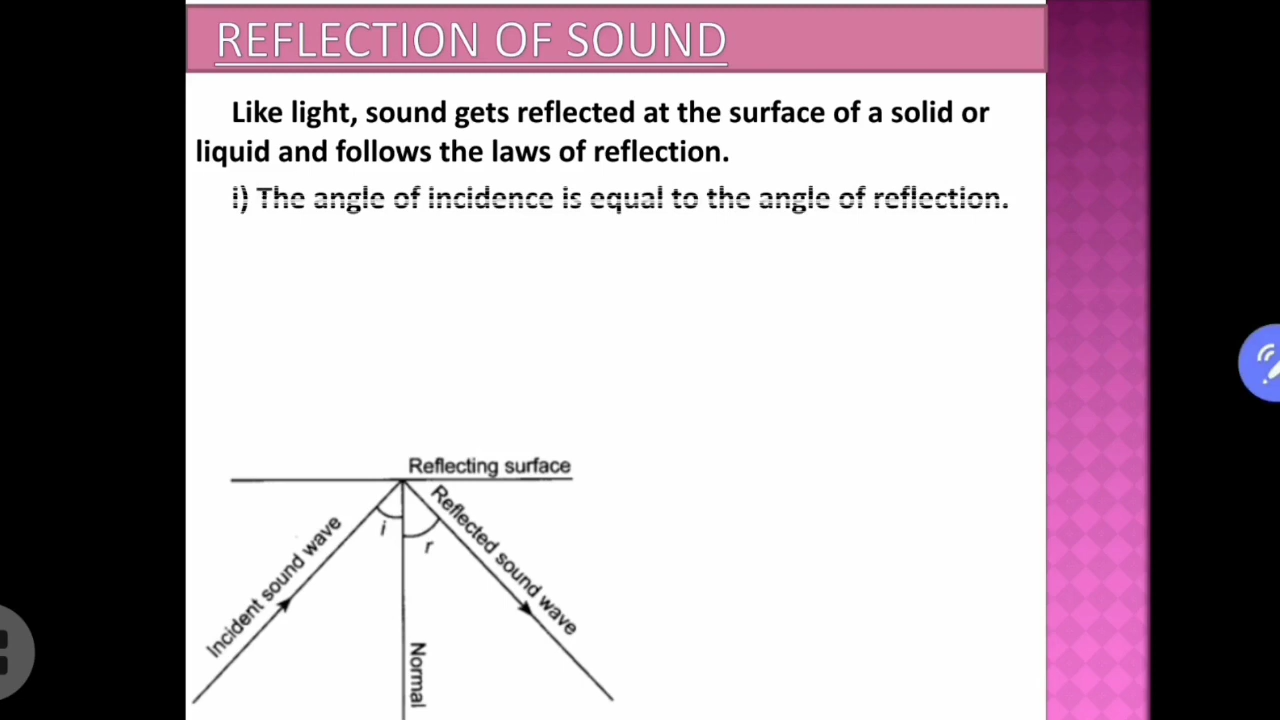 REFLECTION OF SOUND
Like light, sound gets reflected at the surface of a solid or
liquid and follows the laws of reflection.
i) The angle of incidence is equal to the angle of reflection.
Reflecting surface
Incident sound wave
i
r
Reflected sound wave
Normal